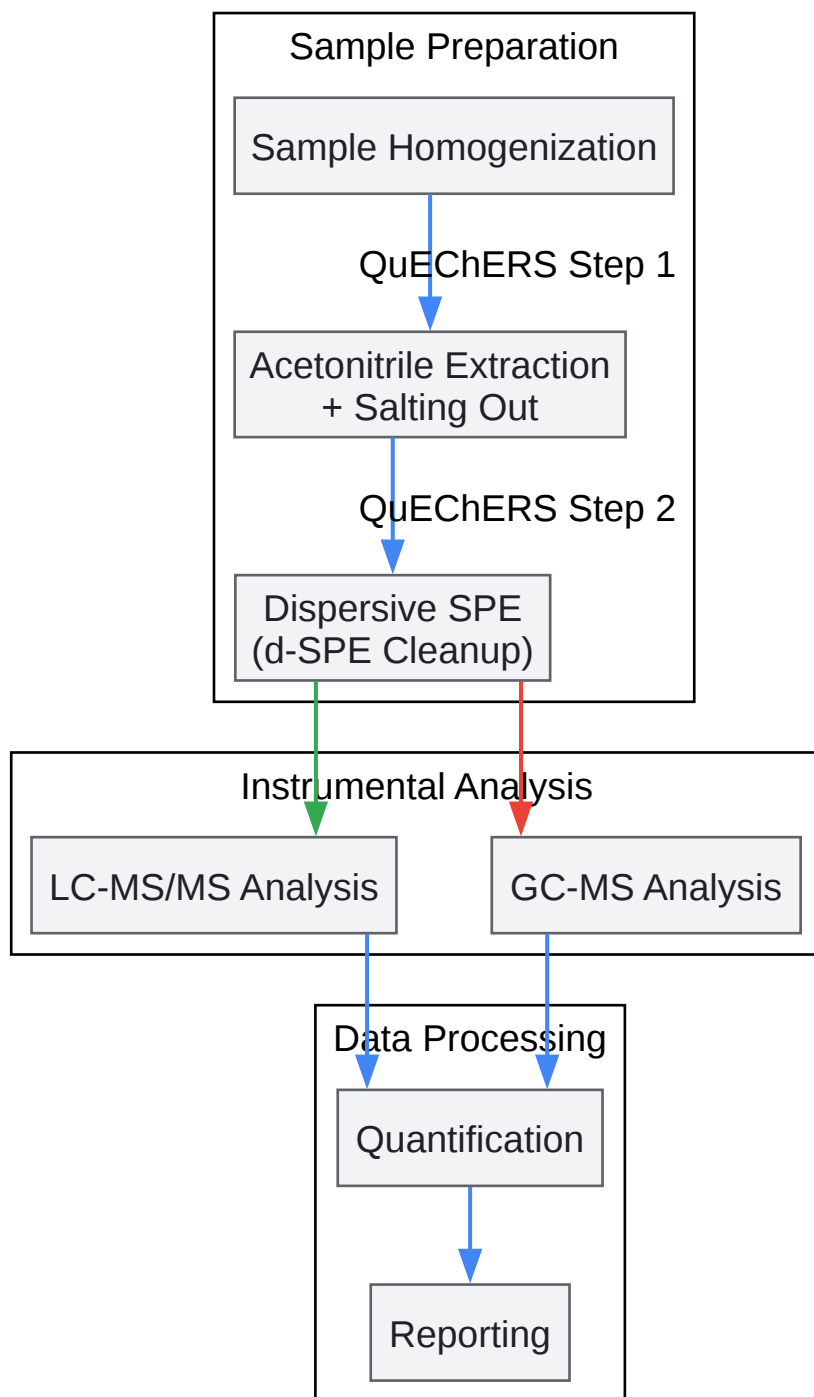 Sample Preparation
Sample Homogenization
QuEChERS Step 1
Acetonitrile Extraction
+ Salting Out
QuEChERS Step 2
Dispersive SPE
(d-SPE Cleanup)
Instrumental Analysis
LC-MS/MS Analysis
GC-MS Analysis
Data Processing
Quantification
Reporting